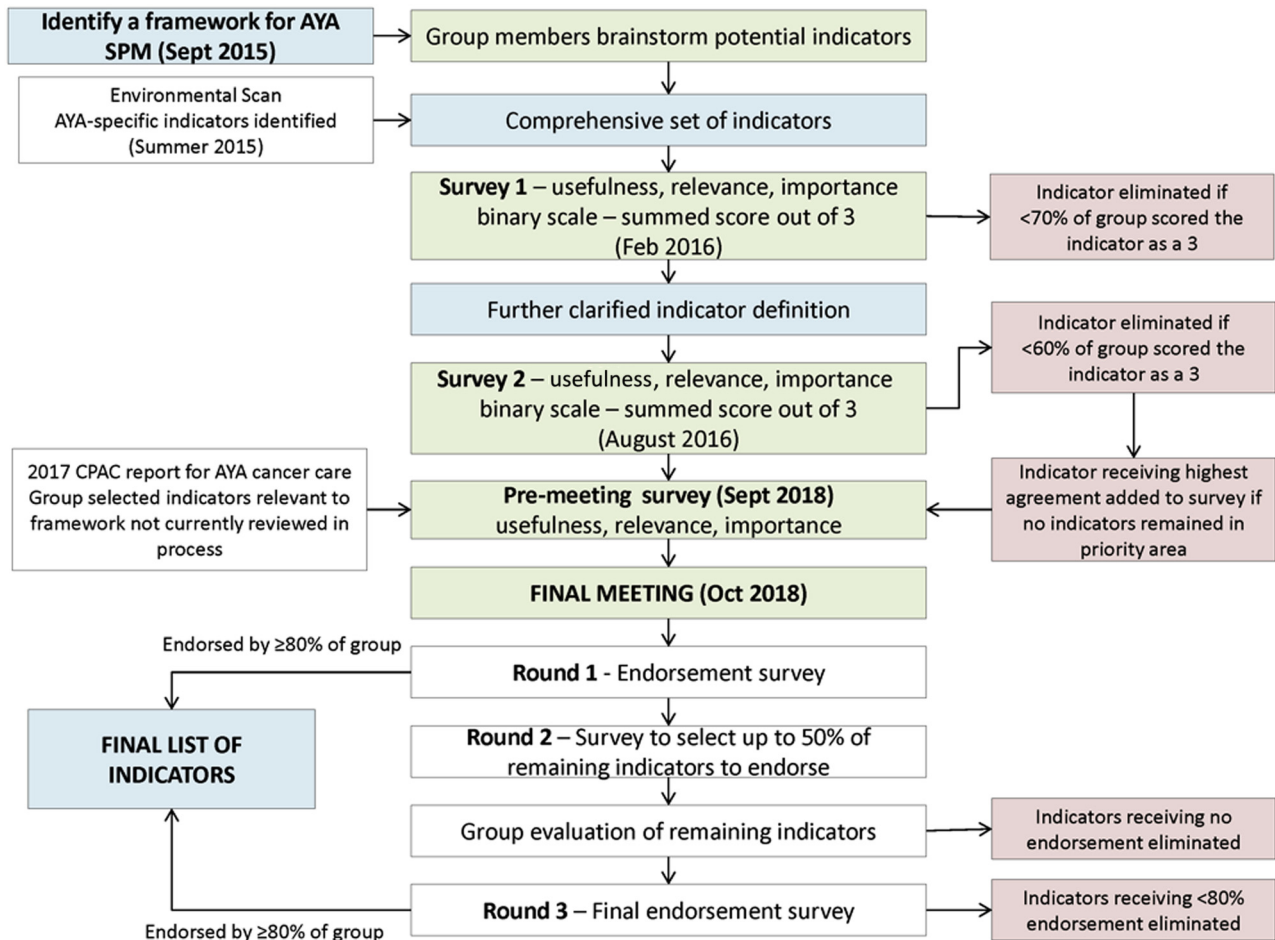 Identify a framework for AYA
SPM (Sept 2015)
Group members brainstorm potential indicators
Environmental Scan
AYA-specific indicators identified
(Summer 2015)
Comprehensive set of indicators
Survey 1 – usefulness, relevance, importance
binary scale – summed score out of 3
(Feb 2016)
Indicator eliminated if
<70% of group scored the
indicator as a 3
Further clarified indicator definition
Indicator eliminated if
<60% of group scored the
indicator as a 3
Survey 2 – usefulness, relevance, importance
binary scale – summed score out of 3
(August 2016)
2017 CPAC report for AYA cancer care
Group selected indicators relevant to
framework not currently reviewed in
process
Pre-meeting survey (Sept 2018)
usefulness, relevance, importance
Indicator receiving highest
agreement added to survey if
no indicators remained in
priority area
FINAL MEETING (Oct 2018)
Endorsed by ≥80% of group
Round 1 - Endorsement survey
FINAL LIST OF
INDICATORS
Round 2 – Survey to select up to 50% of
remaining indicators to endorse
Group evaluation of remaining indicators
Indicators receiving no
endorsement eliminated
Round 3 – Final endorsement survey
Indicators receiving <80%
endorsement eliminated
Endorsed by ≥80% of group